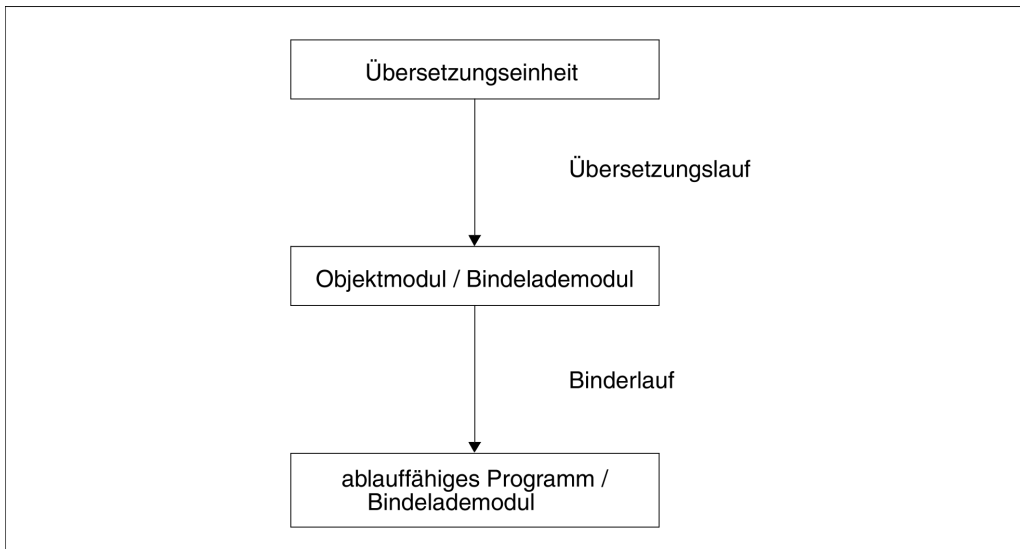 Übersetzungseinheit
Übersetzungslauf
Objektmodul / Bindelademodul
Binderlauf
ablauffähiges Programm /
Bindelademodul